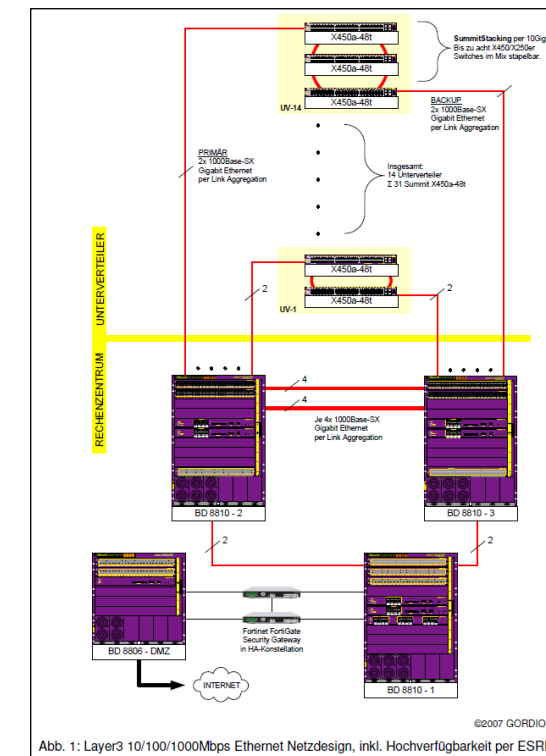 X450a-48t
X450a-48t
X450a-48t
UV-14
SummitStacking per 10Gig
Bis zu acht X450/X250er
Switches im Mix stapelbar.
2
2
BACKUP
2x 1000Base-SX
Gigabit Ethernet
per Link Aggregation
PRIMÄR
2x 1000Base-SX
Gigabit Ethernet
per Link Aggregation
Insgesamt:
14 Unterverteiler
Σ 31 Summit X450a-48t
X450a-48t
X450a-48t
UV-1
2
2
UNTERVERTEILER
RECHENZENTRUM
4
4
Je 4x 1000Base-SX
Gigabit Ethernet
per Link Aggregation
BD 8810 - 2
BD 8810 - 3
2
2
Fortinet FortiGate
Security Gateway
in HA-Konstellation
BD 8806 - DMZ
INTERNET
BD 8810 - 1
©2007 GORDIO
Abb. 1: Layer3 10/100/1000Mbps Ethernet Netzdesign, inkl. Hochverfügbarkeit per ESR